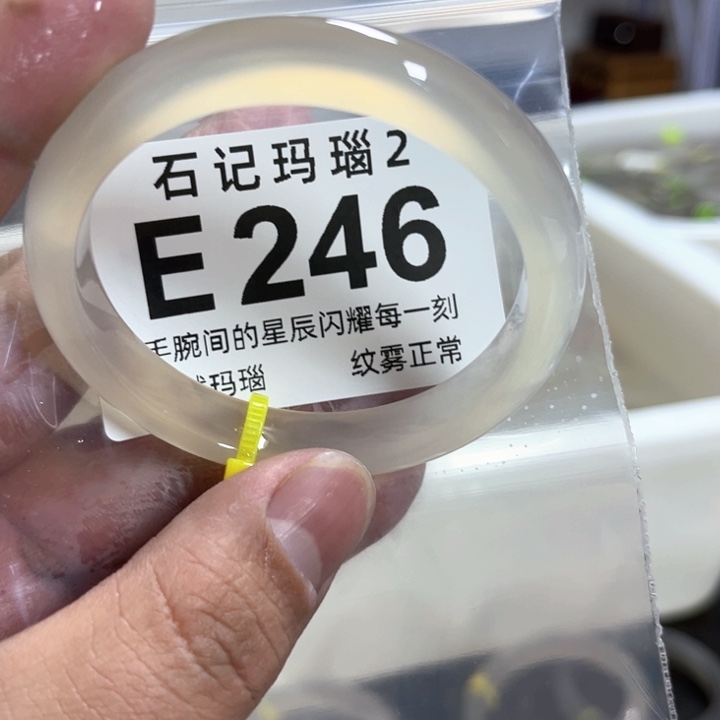 石记玛瑙2
E246
手腕间的星辰闪耀每一刻
玛瑙 纹雾正常